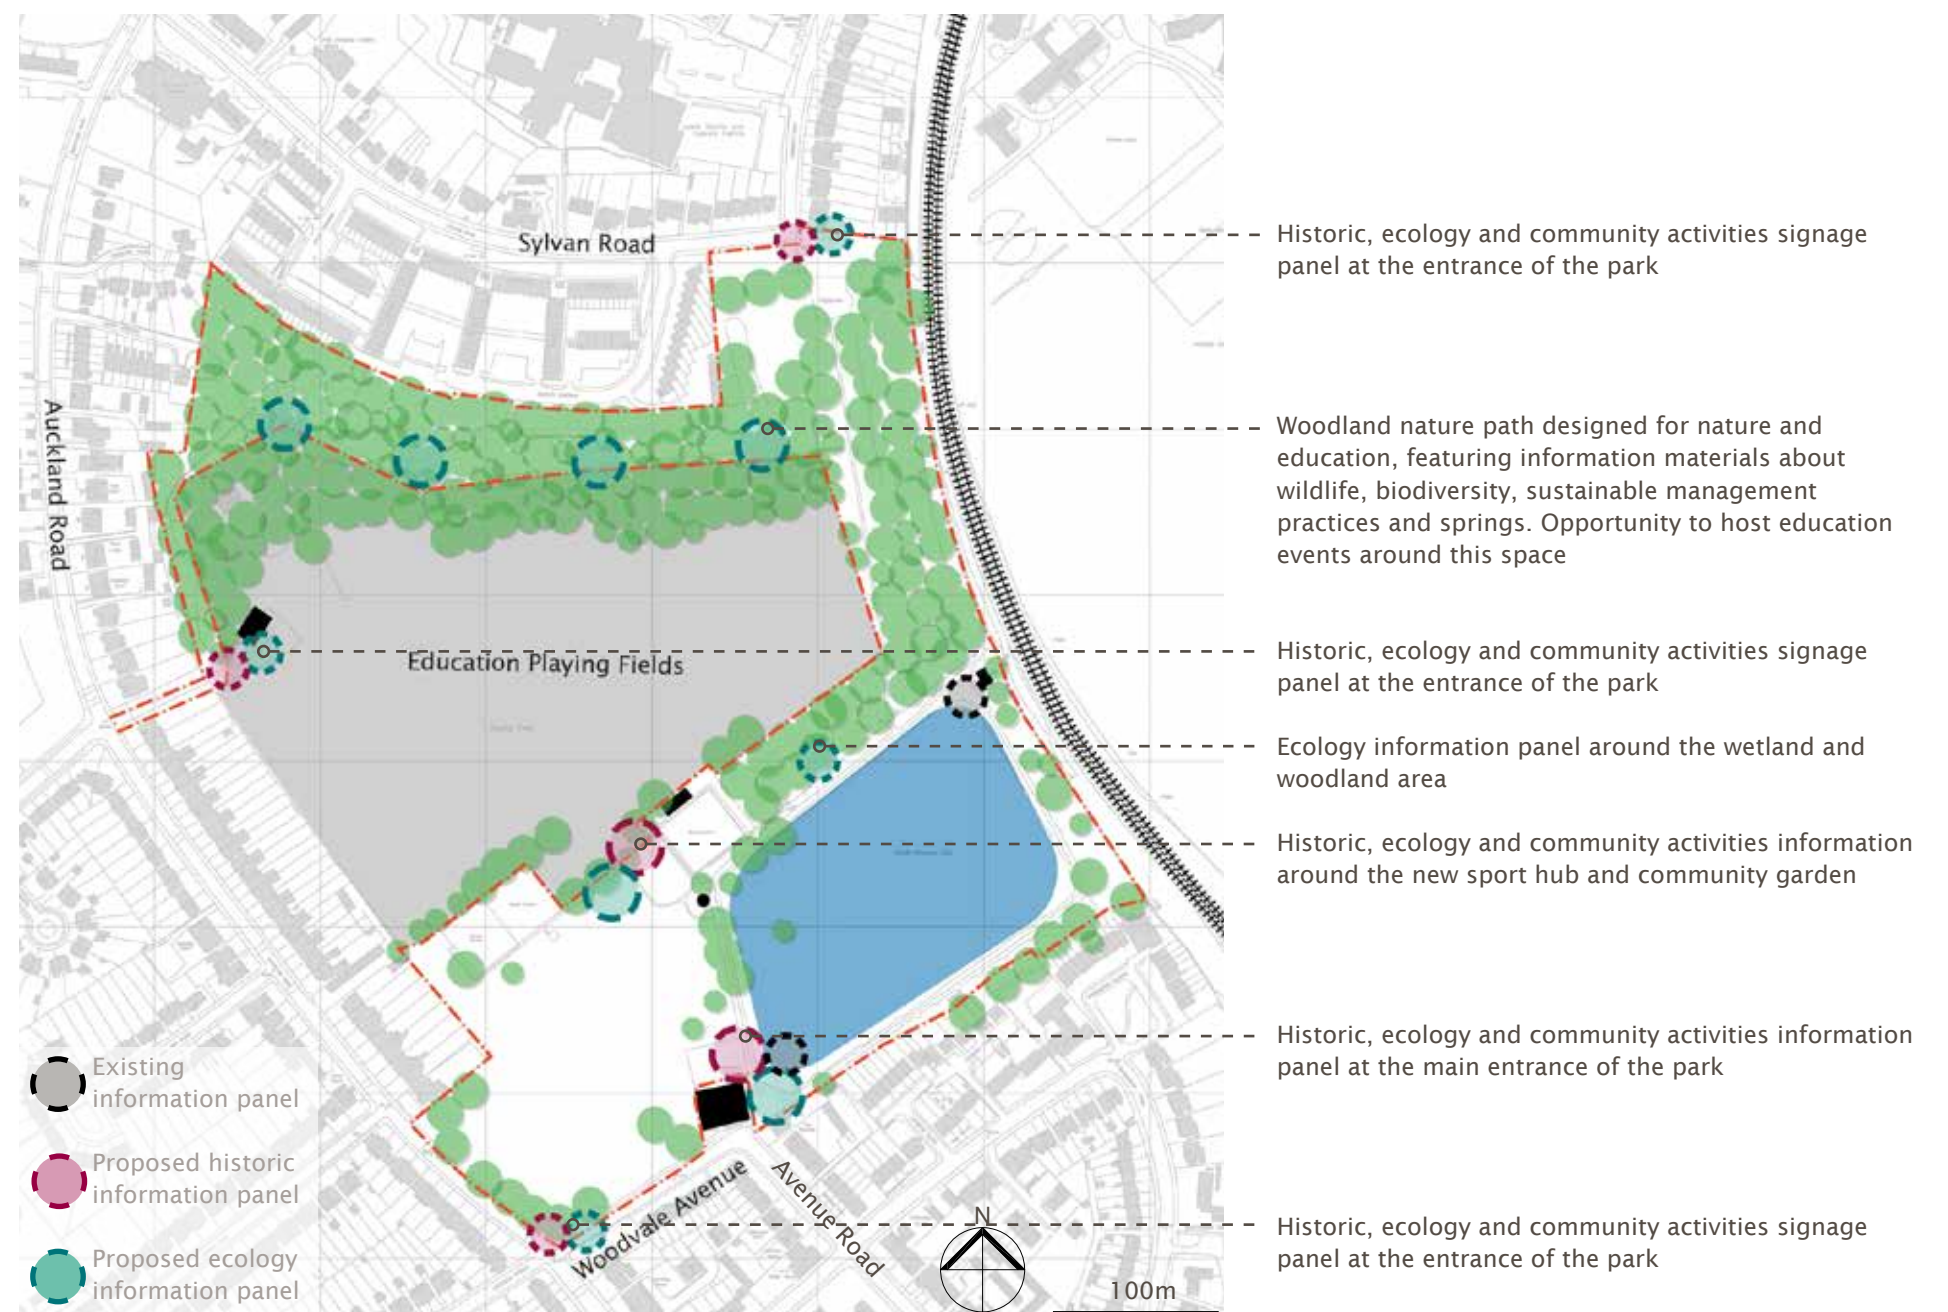 Sylvan Road
Auckland Road
Education Playing Fields
Woodvale Avenue
Avenue Road
N
100m
Existing
information panel
Proposed historic
information panel
Proposed ecology
information panel
Historic, ecology and community activities signage
panel at the entrance of the park
Woodland nature path designed for nature and
education, featuring information materials about
wildlife, biodiversity, sustainable management
practices and springs. Opportunity to host education
events around this space
Historic, ecology and community activities signage
panel at the entrance of the park
Ecology information panel around the wetland and
woodland area
Historic, ecology and community activities information
around the new sport hub and community garden
Historic, ecology and community activities information
panel at the main entrance of the park
Historic, ecology and community activities signage
panel at the entrance of the park